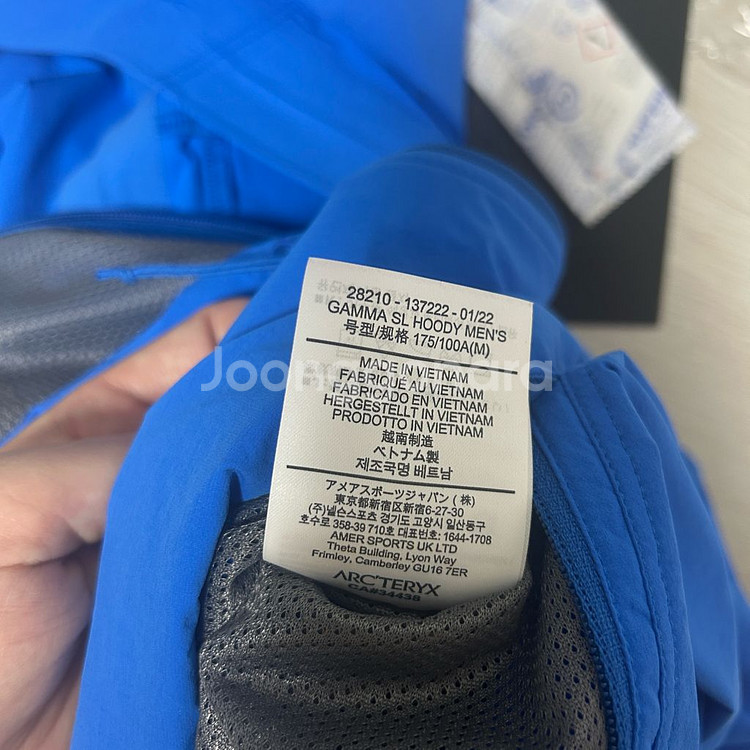 28210 - 137222 - 01/22
GAMMA SL HOODY MEN'S
号型/规格 175/100A(M)
MADE IN VIETNAM
FABRIQUÉ AU VIETNAM
FABRICADO EN VIETNAM
HERGESTELLT IN VIETNAM
PRODOTTO IN VIETNAM
越南制造
ベトナム製
제조국명 베트남
アメアスポーツジャパン(株)
東京都新宿区新宿6-27-30
(주)넬슨스포츠 경기도 고양시 일산동구
호수로 358-39 710호 대표번호: 1644-1708
AMER SPORTS UK LTD
Theta Building, Lyon Way
Frimley, Camberley GU16 7ER
ARC'TERYX
CA#34438